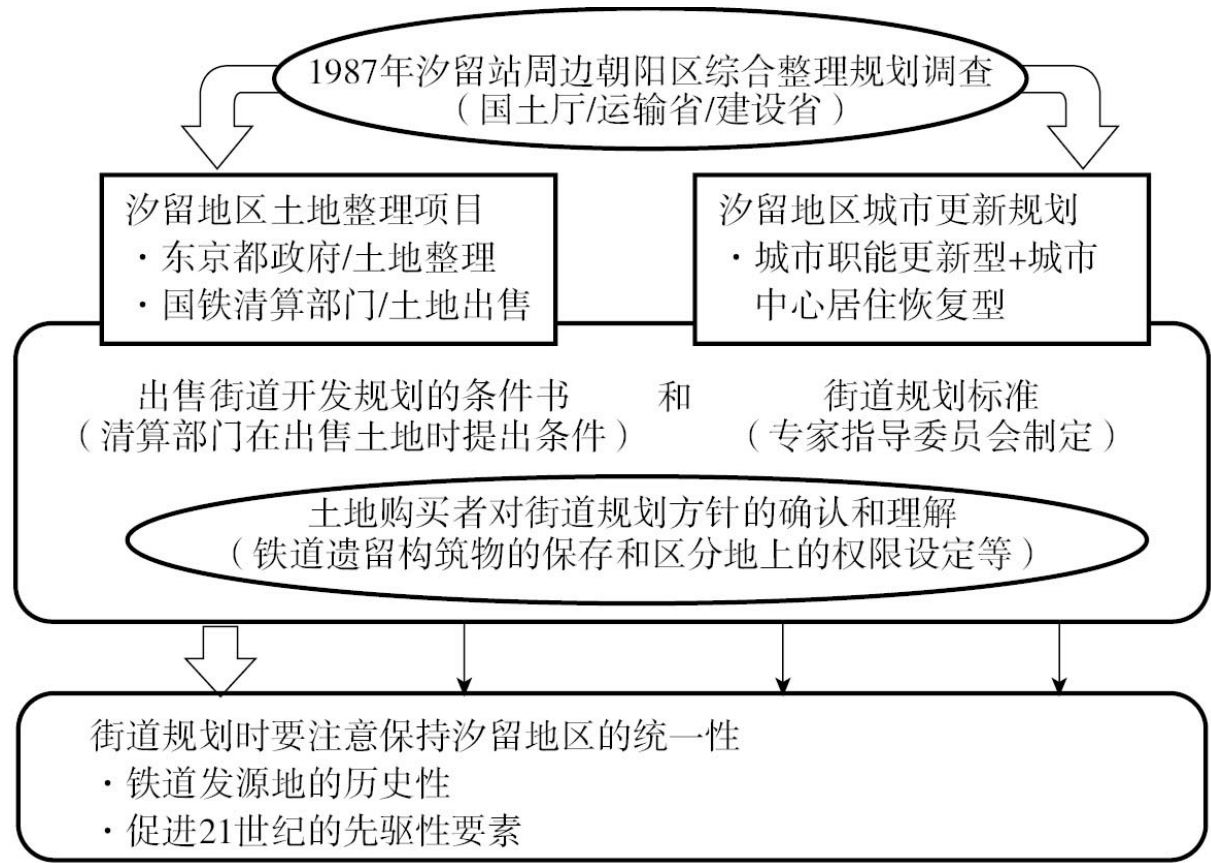 1987年汐留站周边朝阳区综合整理规划调查
（国土厅/运输省/建设省）
汐留地区土地整理项目
·东京都政府/土地整理
·国铁清算部门/土地出售
汐留地区城市更新规划
·城市职能更新型+城市
中心居住恢复型
出售街道开发规划的条件书 和 街道规划标准
（清算部门在出售土地时提出条件） （专家指导委员会制定）
土地购买者对街道规划方针的确认和理解
（铁道遗留构筑物的保存和区分地上的权限设定等）
街道规划时要注意保持汐留地区的统一性
·铁道发源地的历史性
·促进21世纪的先驱性要素